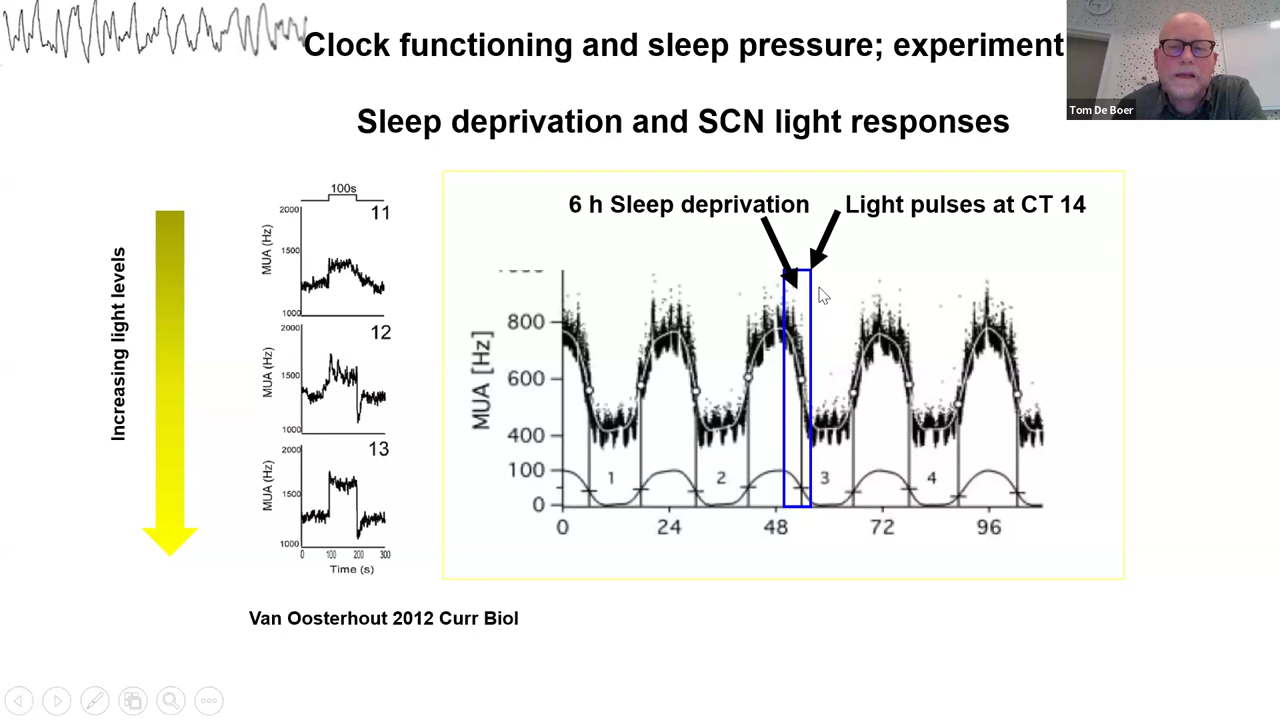 Clock functioning and sleep pressure; experiment
Tom De Boer
Sleep deprivation and SCN light responses
Increasing light levels
100s
11
2000
1500
1000
MUA (Hz)
12
2000
1500
1000
MUA (Hz)
13
2000
1500
1000
MUA (Hz)
0 100 200 300
Time (s)
6 h Sleep deprivation
Light pulses at CT 14
MUA [Hz]
800
600
400
100
0
1 2 3 4
0 24 48 72 96
Van Oosterhout 2012 Curr Biol